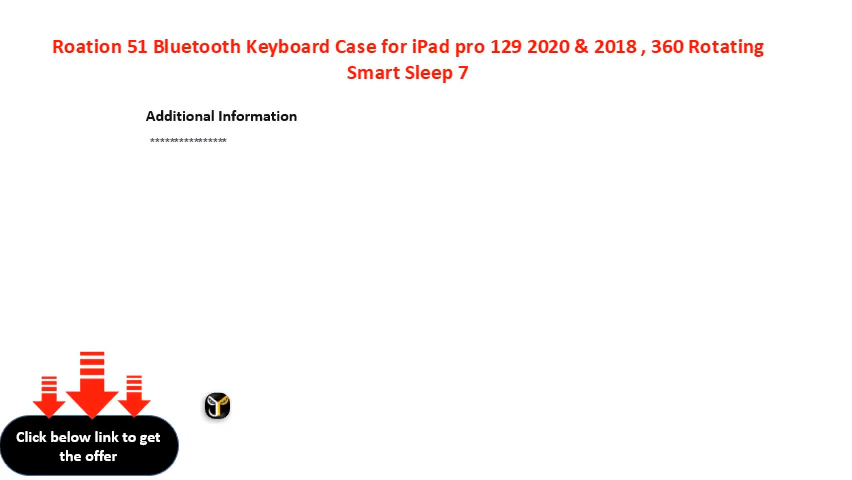 Roation 51 Bluetooth Keyboard Case for iPad pro 129 2020 & 2018 , 360 Rotating
Smart Sleep 7
Additional Information
****************
Click below link to get
the offer